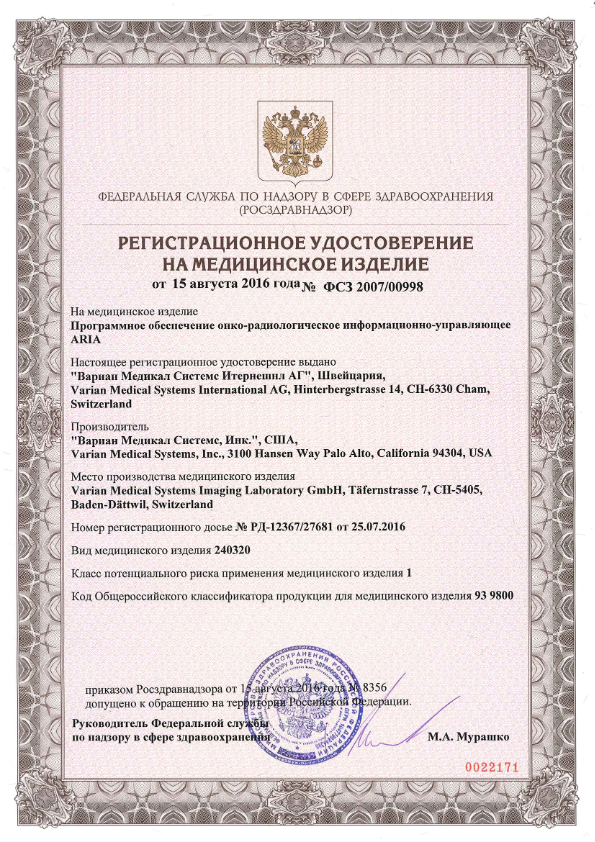 ФЕДЕРАЛЬНАЯ СЛУЖБА ПО НАДЗОРУ В СФЕРЕ ЗДРАВООХРАНЕНИЯ
(РОСЗДРАВНАДЗОР)
РЕГИСТРАЦИОННОЕ УДОСТОВЕРЕНИЕ
НА МЕДИЦИНСКОЕ ИЗДЕЛИЕ
от 15 августа 2016 года № ФСЗ 2007/00998
На медицинское изделие
Программное обеспечение онко-радиологическое информационно-управляющее
ARIA
Настоящее регистрационное удостоверение выдано
"Вариан Медикал Системс Итернешнл АГ", Швейцария,
Varian Medical Systems International AG, Hinterbergstrasse 14, CH-6330 Cham,
Switzerland
Производитель
"Вариан Медикал Системс, Инк.", США,
Varian Medical Systems, Inc., 3100 Hansen Way Palo Alto, California 94304, USA
Место производства медицинского изделия
Varian Medical Systems Imaging Laboratory GmbH, Täfernstrasse 7, CH-5405,
Baden-Dättwil, Switzerland
Номер регистрационного досье № РД-12367/27681 от 25.07.2016
Вид медицинского изделия 240320
Класс потенциального риска применения медицинского изделия 1
Код Общероссийского классификатора продукции для медицинского изделия 93 9800
приказом Росздравнадзора от 15 августа 2016 года № 8356
допущено к обращению на территории Российской Федерации.
Руководитель Федеральной службы
по надзору в сфере здравоохранения
М.А. Мурашко
0022171